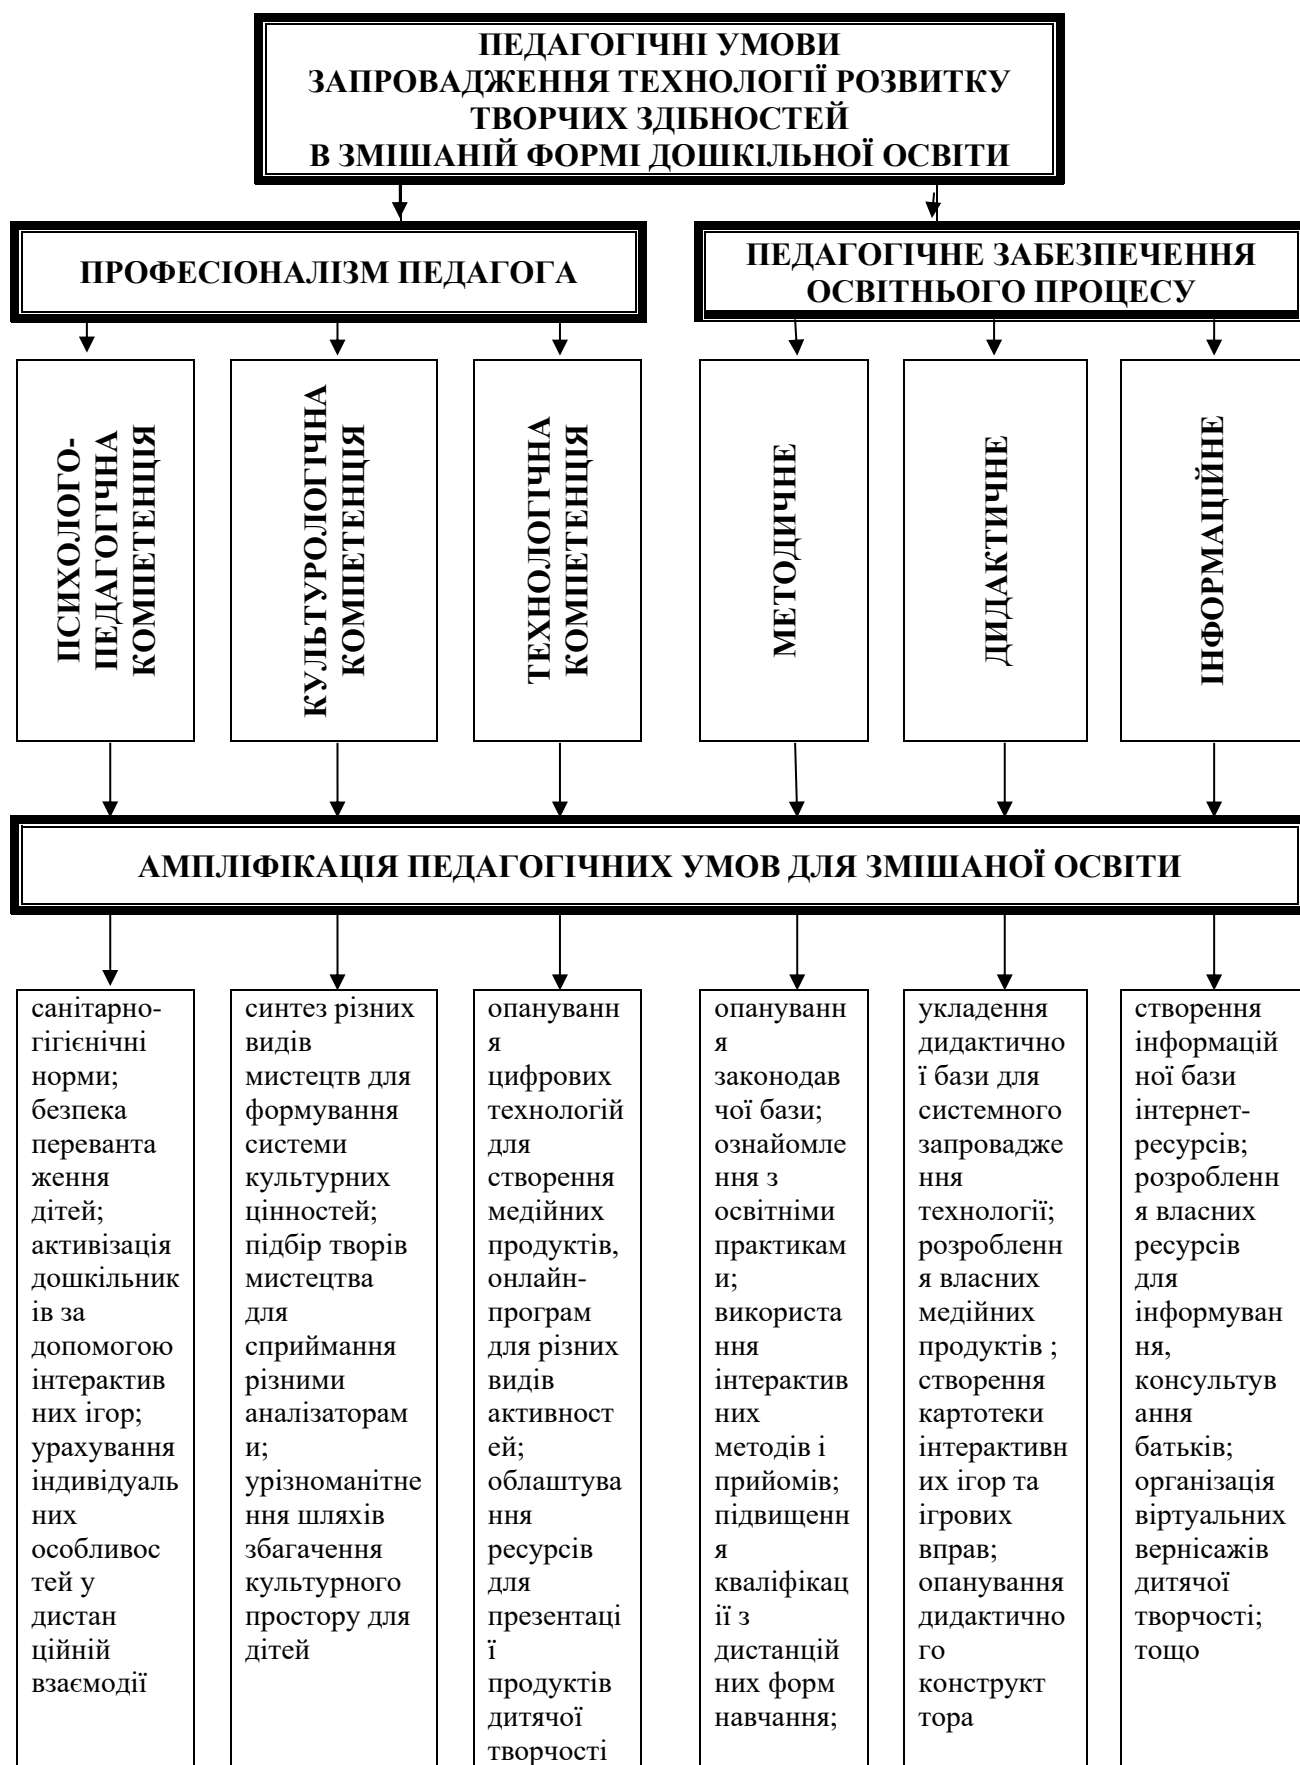 ПЕДАГОГІЧНІ УМОВИ
ЗАПРОВАДЖЕННЯ ТЕХНОЛОГІЇ РОЗВИТКУ
ТВОРЧИХ ЗДІБНОСТЕЙ
В ЗМІШАНІЙ ФОРМІ ДОШКІЛЬНОЇ ОСВІТИ
ПРОФЕСІОНАЛІЗМ ПЕДАГОГА
ПЕДАГОГІЧНЕ ЗАБЕЗПЕЧЕННЯ
ОСВІТНЬОГО ПРОЦЕСУ
ПСИХОЛОГО-
ПЕДАГОГІЧНА
КОМПЕТЕНЦІЯ
КУЛЬТУРОЛОГІЧНА
КОМПЕТЕНЦІЯ
ТЕХНОЛОГІЧНА
КОМПЕТЕНЦІЯ
МЕТОДИЧНЕ
ДИДАКТИЧНЕ
ІНФОРМАЦІЙНЕ
АМПЛІФІКАЦІЯ ПЕДАГОГІЧНИХ УМОВ ДЛЯ ЗМІШАНОЇ ОСВІТИ
санітарно-
гігієнічні
норми;
безпека
переванта
ження
дітей;
активізація
дошкільник
ів за
допомогою
інтерактив
них ігор;
урахування
індивідуаль
них
особливос
тей у
дистан
ційній
взаємодії
синтез різних
видів
мистецтв для
формування
системи
культурних
цінностей;
підбір творів
мистецтва
для
сприймання
різними
аналізаторам
и;
урізноманітне
ння шляхів
збагачення
культурного
простору для
дітей
опануванн
я
цифрових
технологій
для
створення
медійних
продуктів,
онлайн-
програм
для різних
видів
активност
ей;
облаштува
ння
ресурсів
для
презентаці
ї
продуктів
дитячої
творчості
опануванн
я
законодав
чої бази;
ознайомле
ння з
освітніми
практикам
и;
використа
ння
інтерактив
них
методів і
прийомів;
підвищенн
я
кваліфікац
ії з
дистанцій
них форм
навчання;
укладення
дидактично
ї бази для
системного
запровадже
ння
технології;
розробленн
я власних
медійних
продуктів ;
створення
картотеки
інтерактивн
их ігор та
ігрових
вправ;
опанування
дидактично
го
конструкт
тора
створення
інформацій
ної бази
інтернет-
ресурсів;
розробленн
я власних
ресурсів
для
інформуван
ня,
консультув
ання
батьків;
організація
віртуальних
вернісажів
дитячої
творчості;
тощо